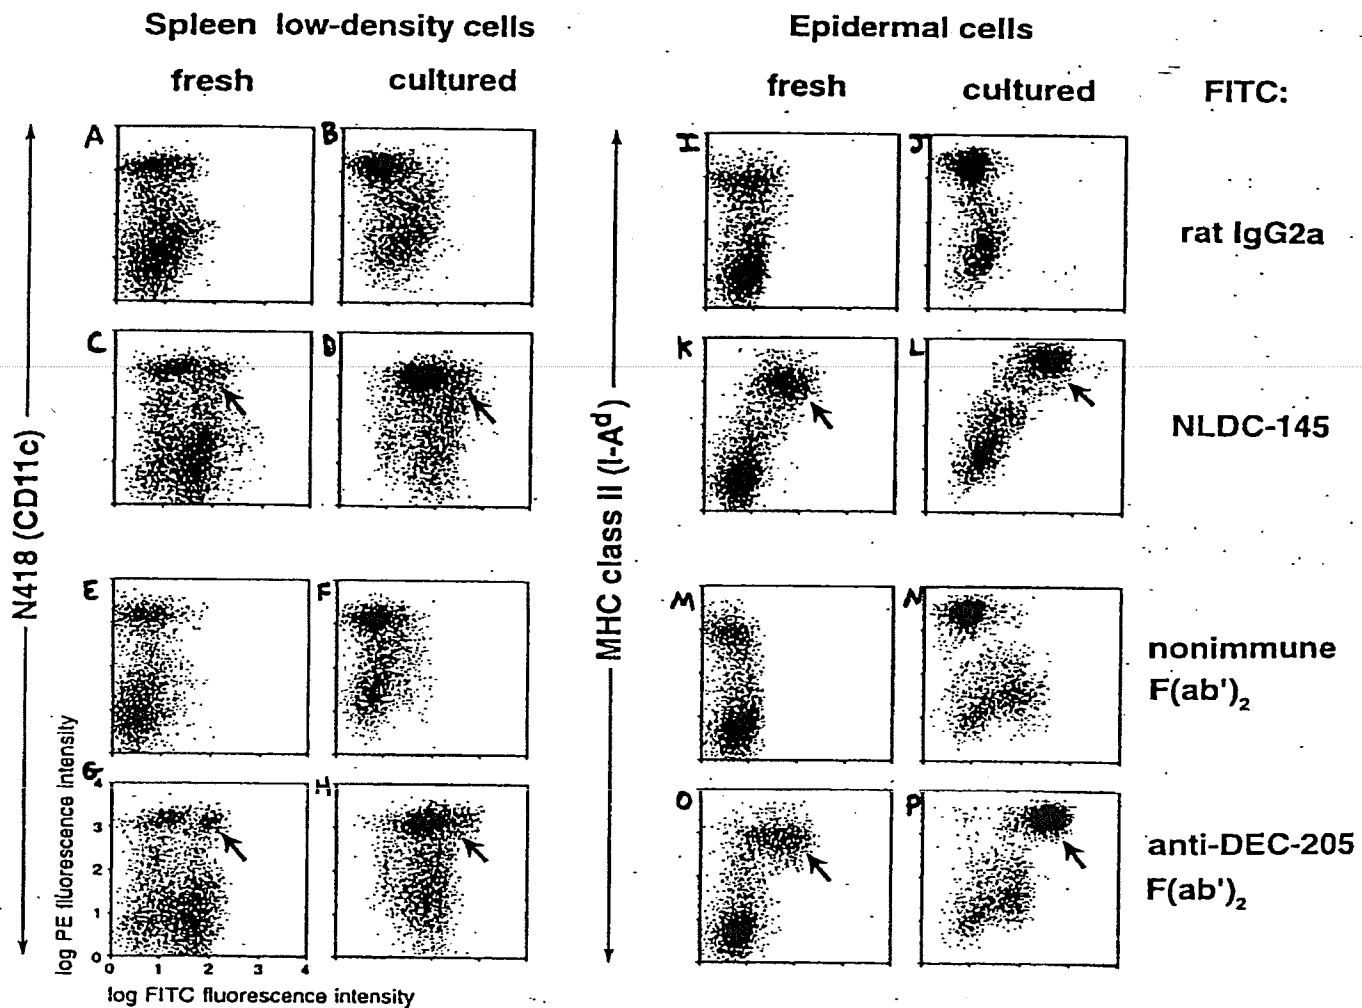 Spleen low-density cells
Epidermal cells
fresh
cultured
fresh
cultured
FITC:
A
B
I
J
rat IgG2a
C
D
K
L
NLDC-145
N418 (CD11c)
MHC class II (I-A^d)
E
F
M
N
nonimmune
F(ab')₂
G
H
O
P
anti-DEC-205
F(ab')₂
log PE fluorescence intensity
4
3
2
1
0
0 1 2 3 4
log FITC fluorescence intensity